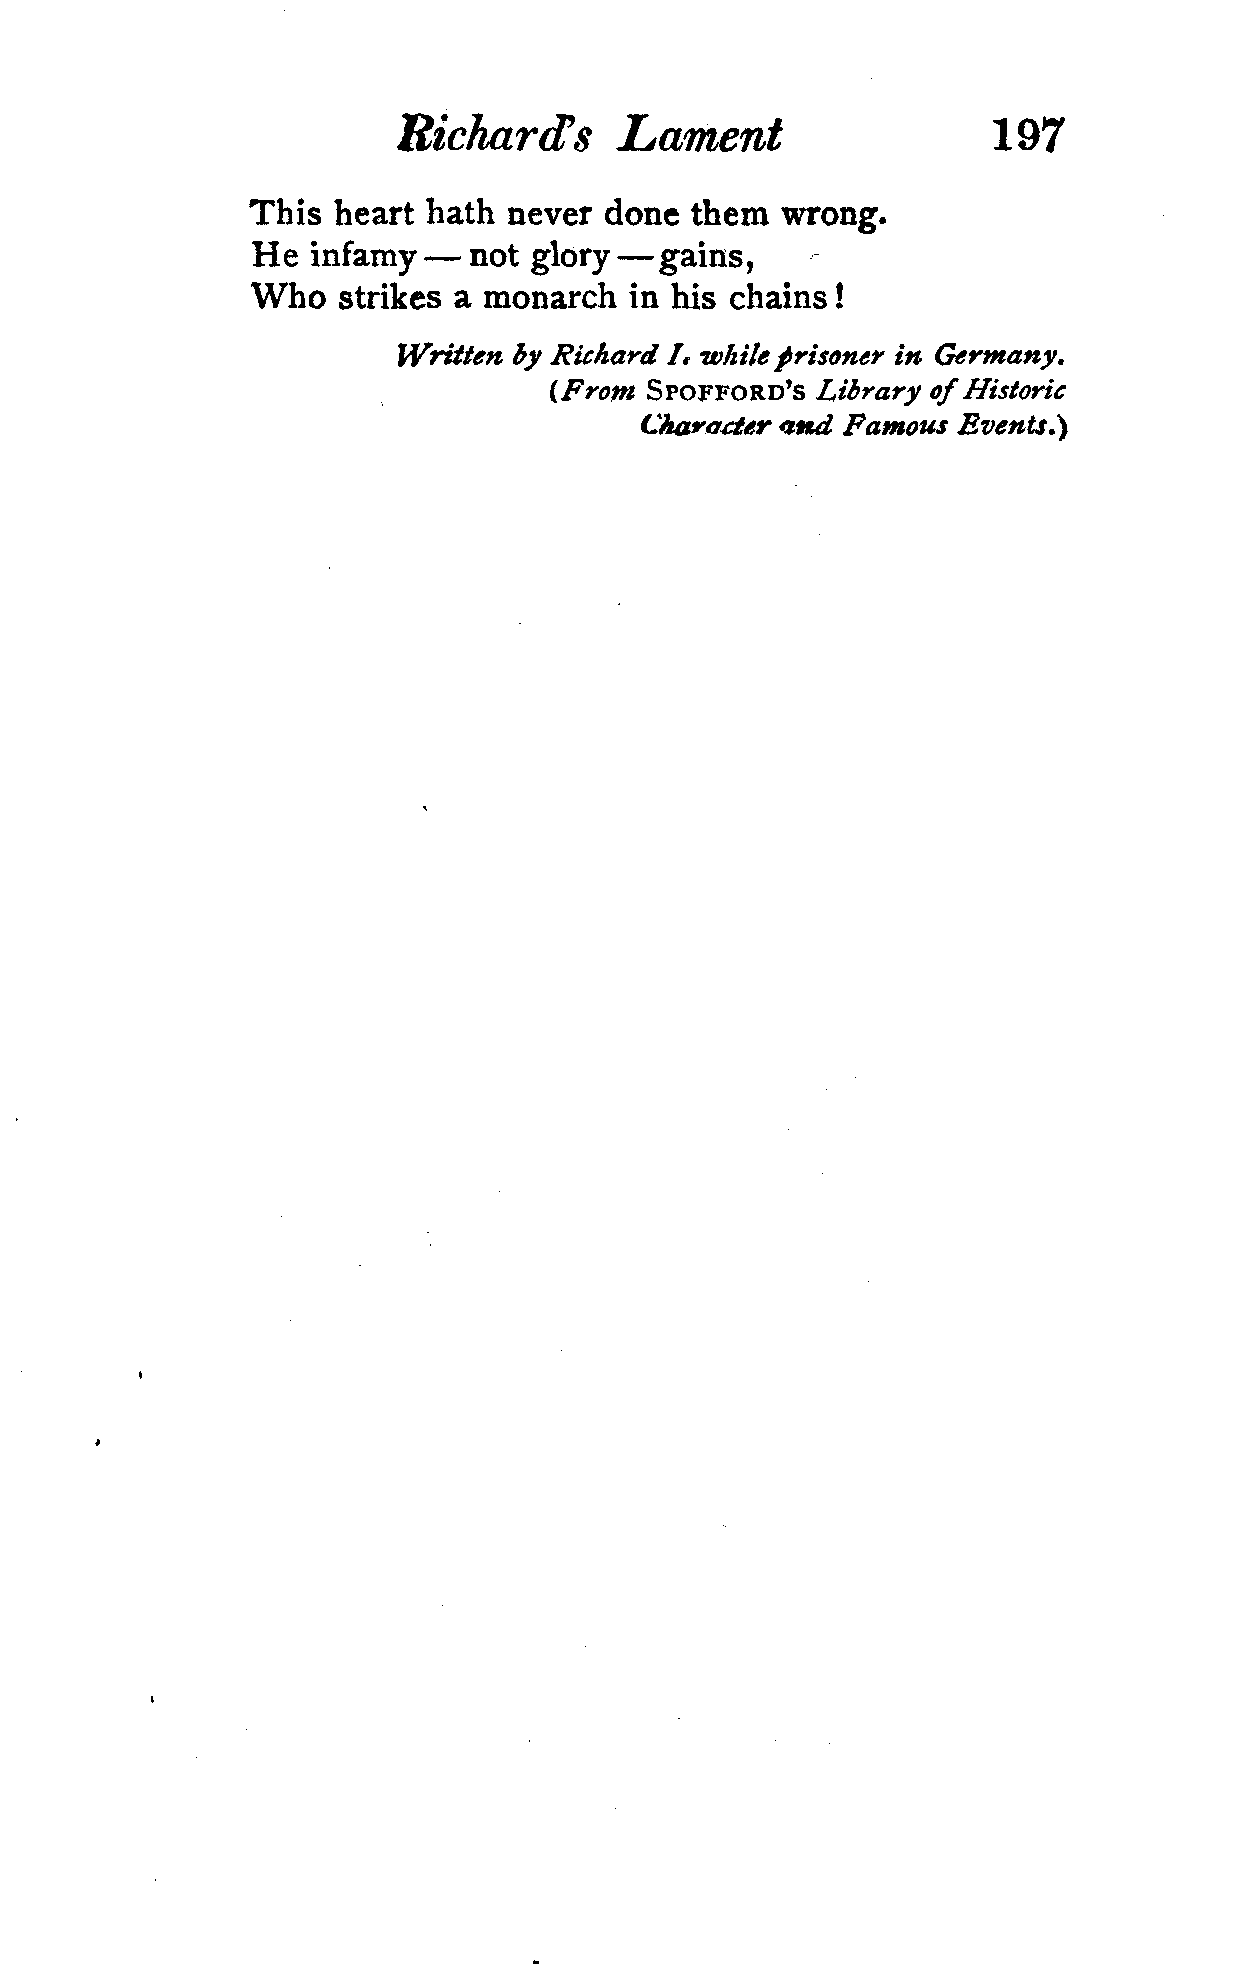 Richard's Lament 197
This heart hath never done them wrong.
He infamy — not glory — gains,
Who strikes a monarch in his chains!
Written by Richard I. while prisoner in Germany.
(From SPOFFORD'S Library of Historic
Character and Famous Events.)